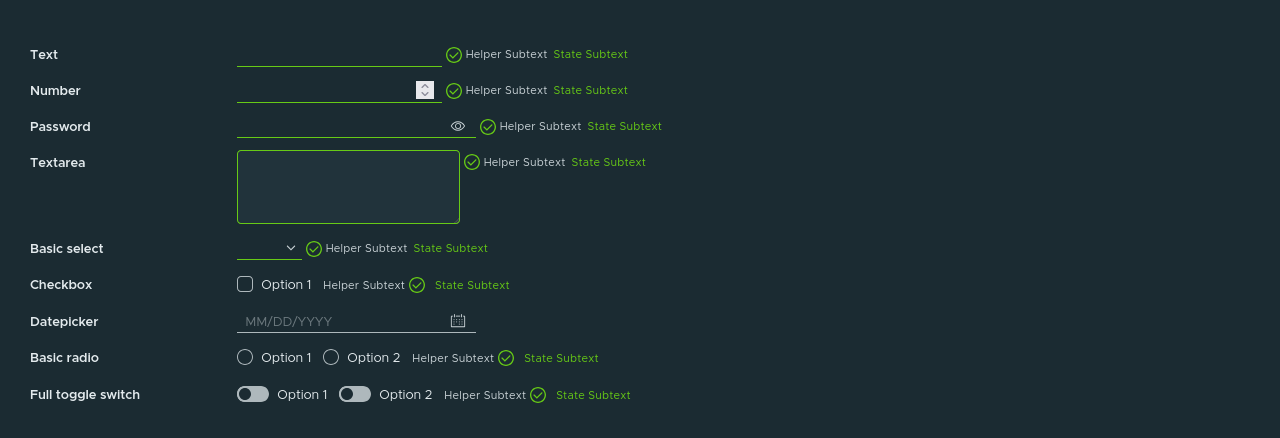 Text Helper Subtext State Subtext
Number Helper Subtext State Subtext
Password Helper Subtext State Subtext
Textarea Helper Subtext State Subtext
Basic select Helper Subtext State Subtext
Checkbox Option 1 Helper Subtext State Subtext
Datepicker MM/DD/YYYY
Basic radio Option 1 Option 2 Helper Subtext State Subtext
Full toggle switch Option 1 Option 2 Helper Subtext State Subtext